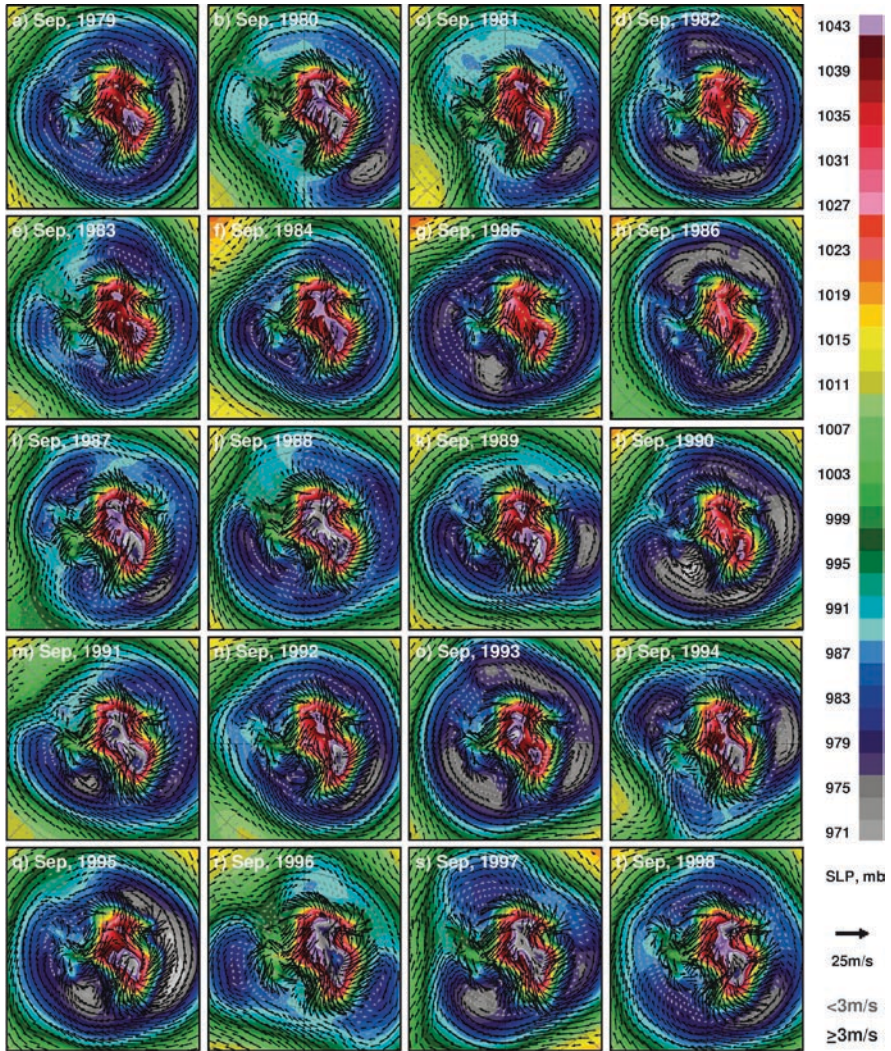 a) Sep, 1979
b) Sep, 1980
c) Sep, 1981
d) Sep, 1982
e) Sep, 1983
f) Sep, 1984
g) Sep, 1985
h) Sep, 1986
i) Sep, 1987
j) Sep, 1988
k) Sep, 1989
l) Sep, 1990
m) Sep, 1991
n) Sep, 1992
o) Sep, 1993
p) Sep, 1994
q) Sep, 1995
r) Sep, 1996
s) Sep, 1997
t) Sep, 1998
1043
1039
1035
1031
1027
1023
1019
1015
1011
1007
1003
999
995
991
987
983
979
975
971
SLP, mb
25m/s
<3m/s
≥3m/s